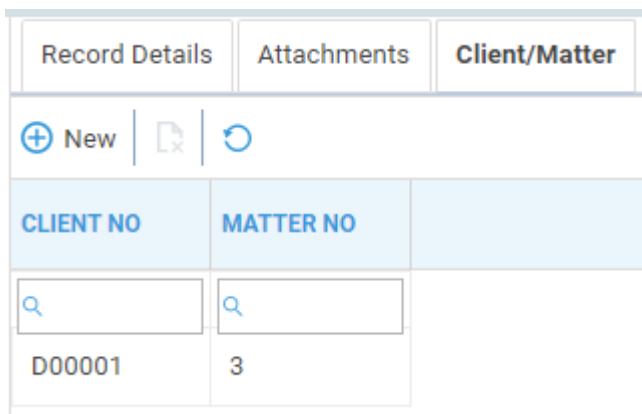 Record Details Attachments Client/Matter
New
CLIENT NO MATTER NO
D00001 3